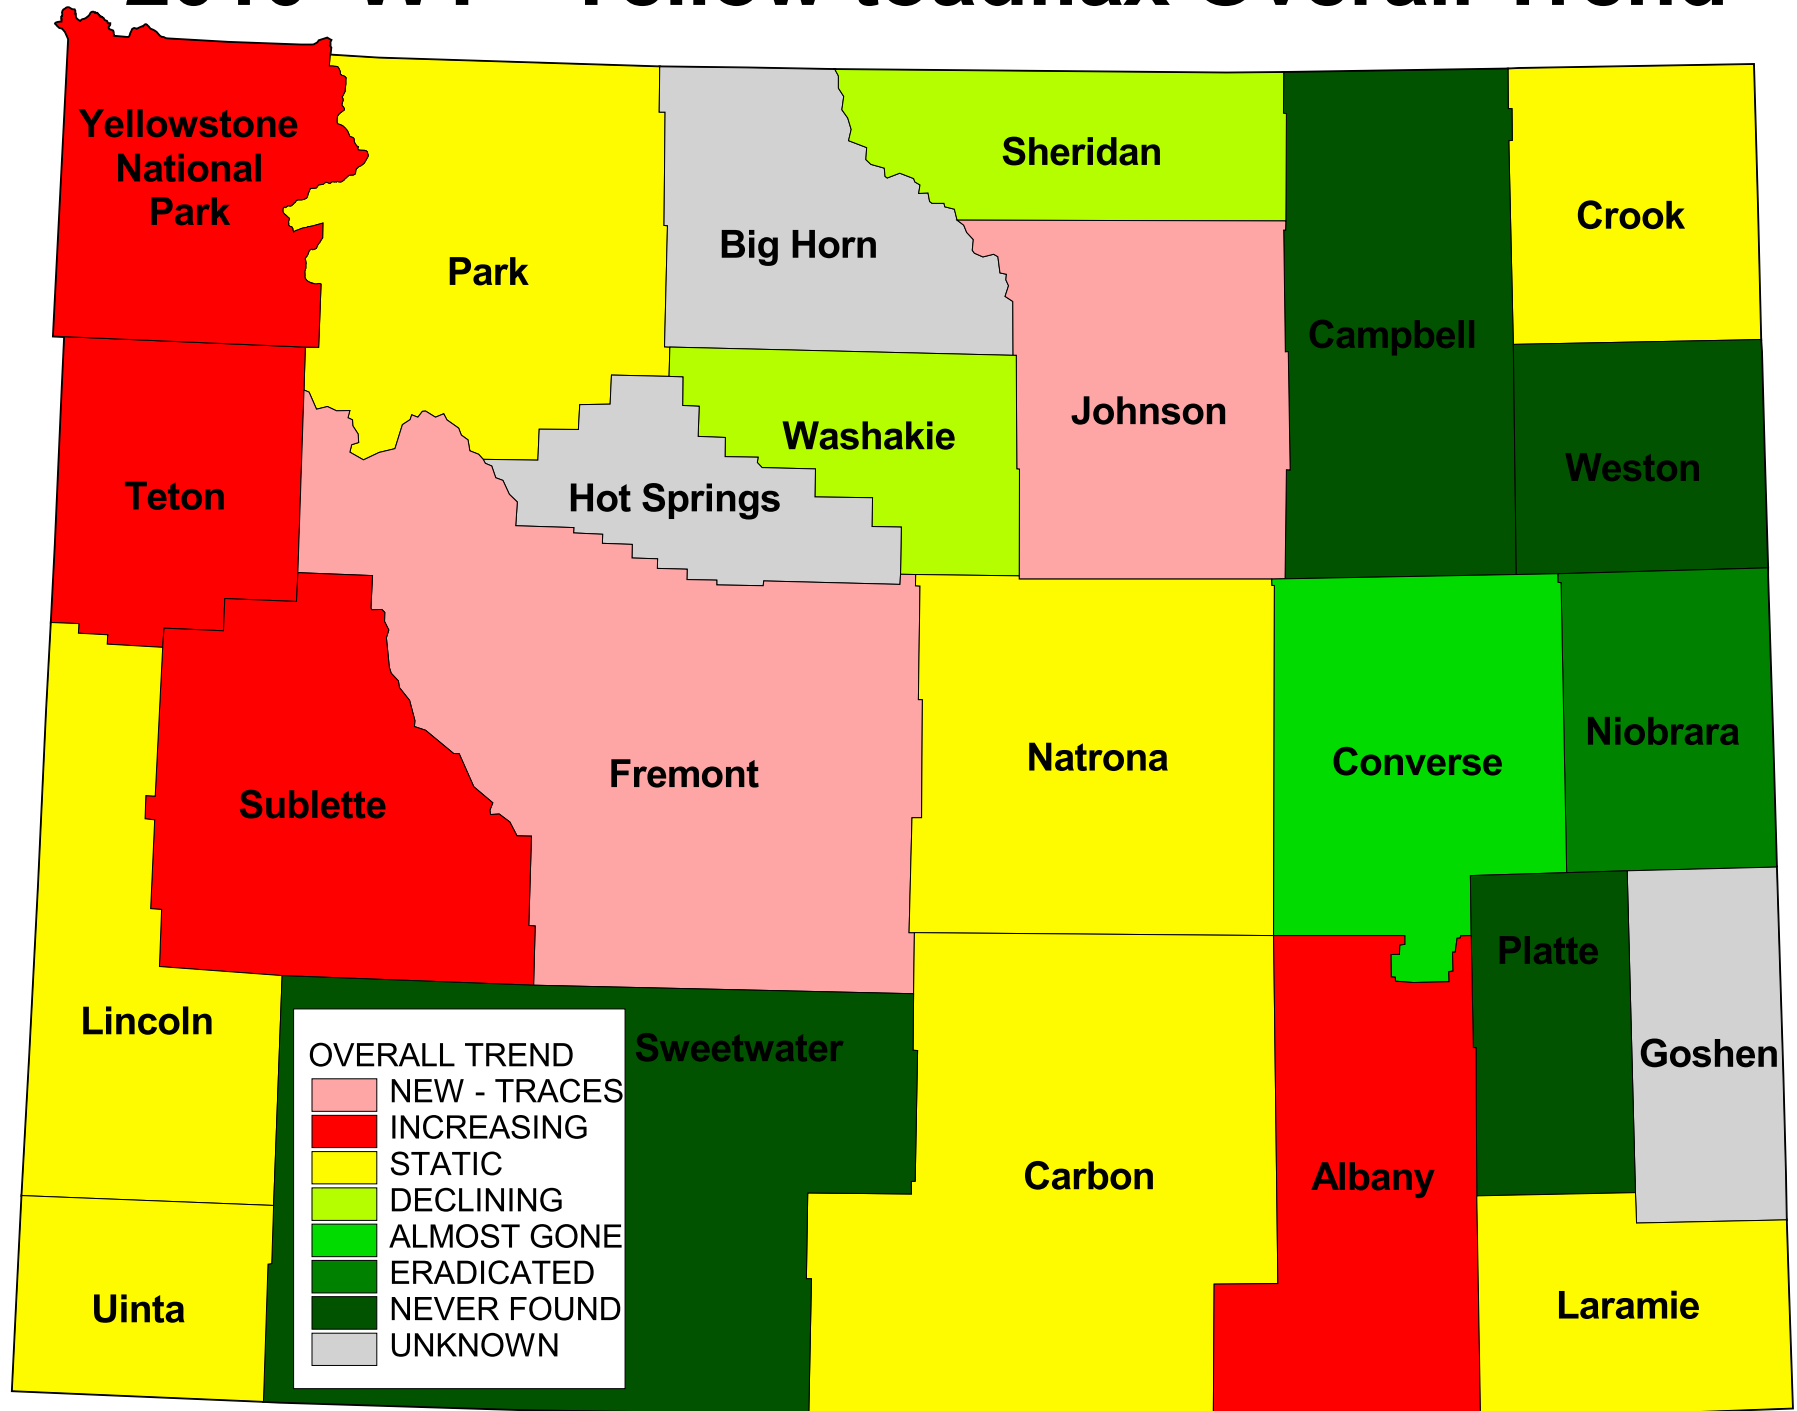 Yellowstone
National
Park
Park
Big Horn
Sheridan
Campbell
Crook
Johnson
Washakie
Weston
Teton
Hot Springs
Sublette
Fremont
Natrona
Converse
Niobrara
Platte
Lincoln
Sweetwater
Goshen
Carbon
Albany
Uinta
Laramie
OVERALL TREND
NEW - TRACES
INCREASING
STATIC
DECLINING
ALMOST GONE
ERADICATED
NEVER FOUND
UNKNOWN